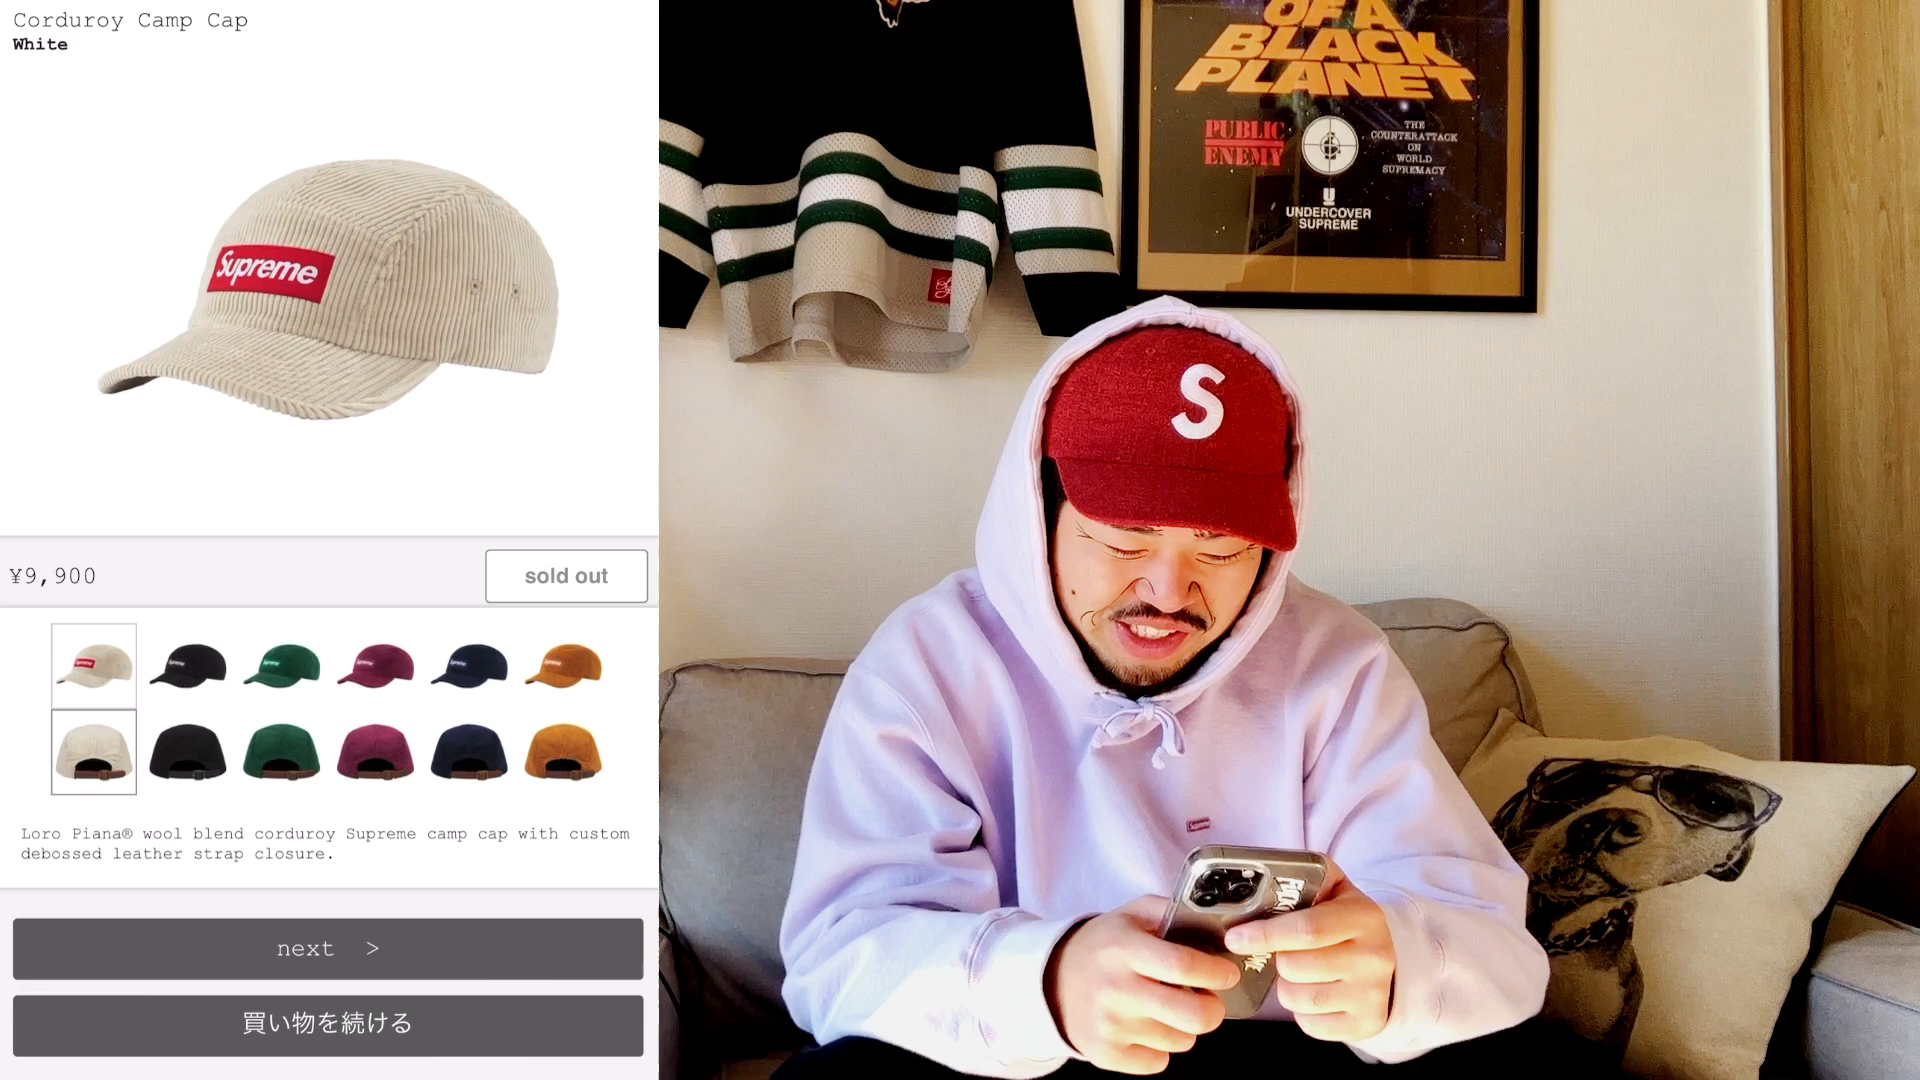 Corduroy Camp Cap
White
Supreme
¥9,900
sold out
Loro Piana® wool blend corduroy Supreme camp cap with custom
debossed leather strap closure.
next >
買い物を続ける
OF A
BLACK
PLANET
PUBLIC
ENEMY
THE
COUNTERATTACK
ON
WORLD
SUPREMACY
UNDERCOVER
SUPREME
S